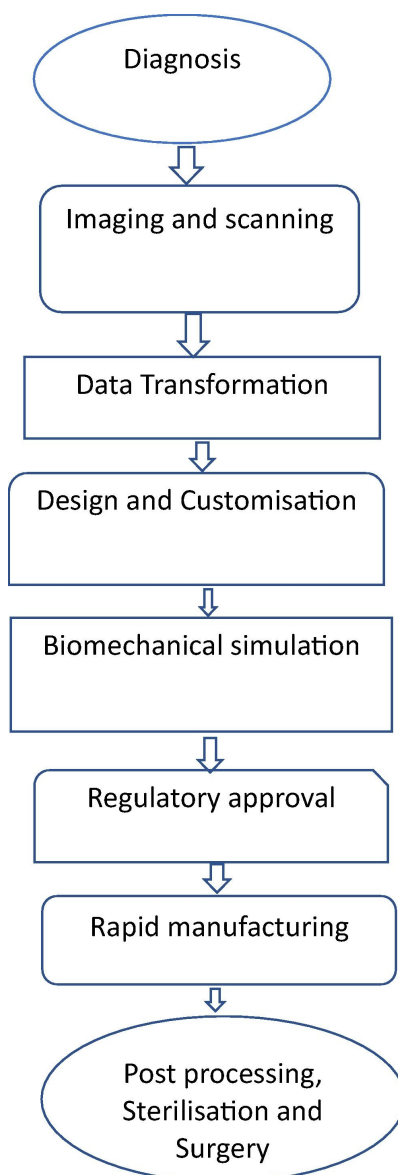 Diagnosis
Imaging and scanning
Data Transformation
Design and Customisation
Biomechanical simulation
Regulatory approval
Rapid manufacturing
Post processing,
Sterilisation and
Surgery